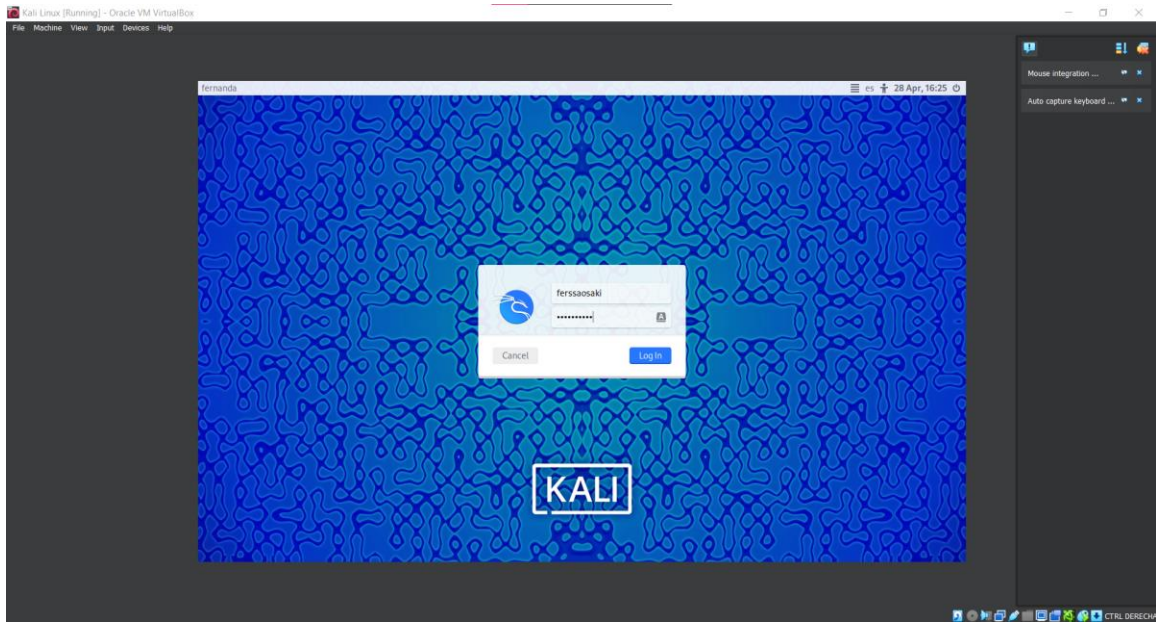 Kali Linux [Running] - Oracle VM VirtualBox
File Machine View Input Devices Help
Mouse integration ...
Auto capture keyboard ...
fernanda
es 28 Apr, 16:25
ferssaosaki
••••••••••
A
Cancel
Log In
KALI
CTRL DERECHA